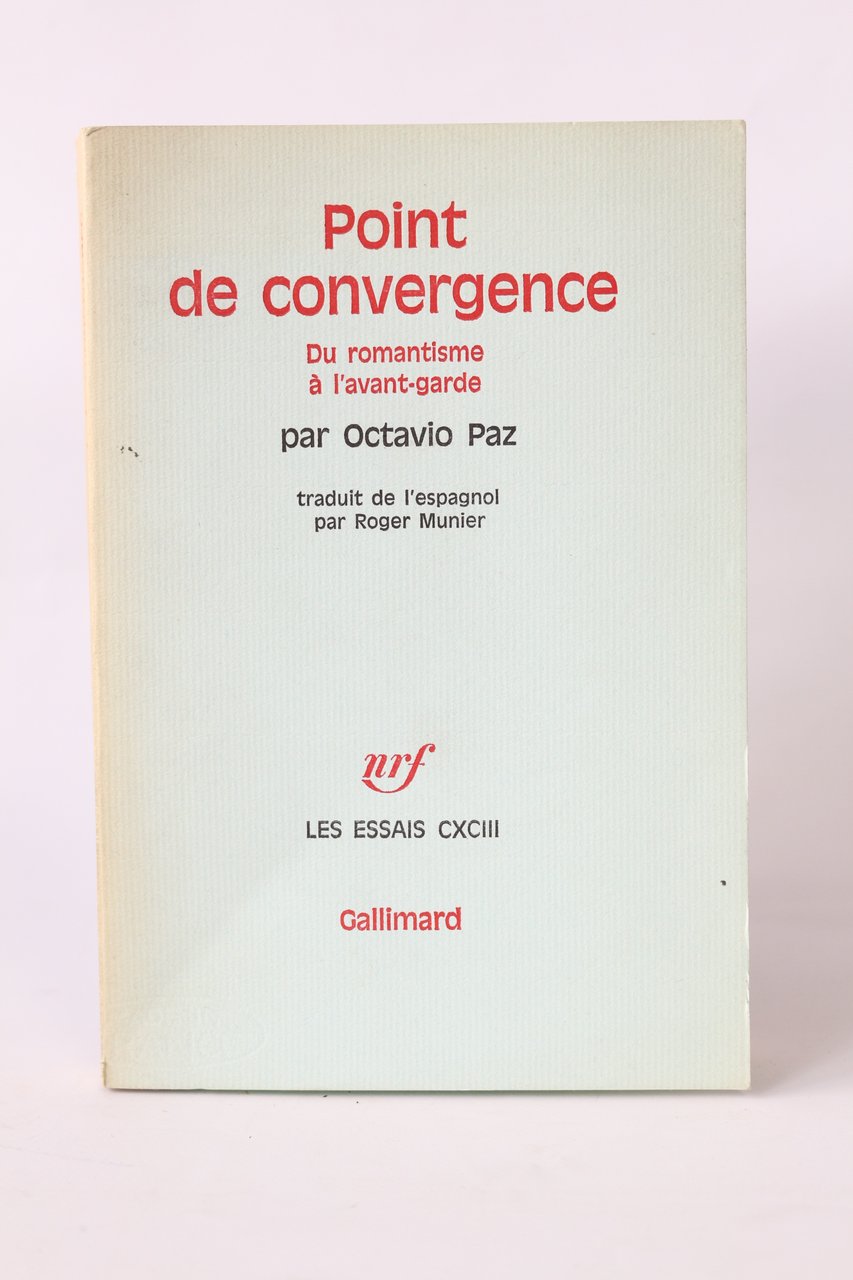 Point
de convergence
Du romantisme
à l'avant-garde
par Octavio Paz
traduit de l'espagnol
par Roger Munier
nrf
LES ESSAIS CXCIII
Gallimard